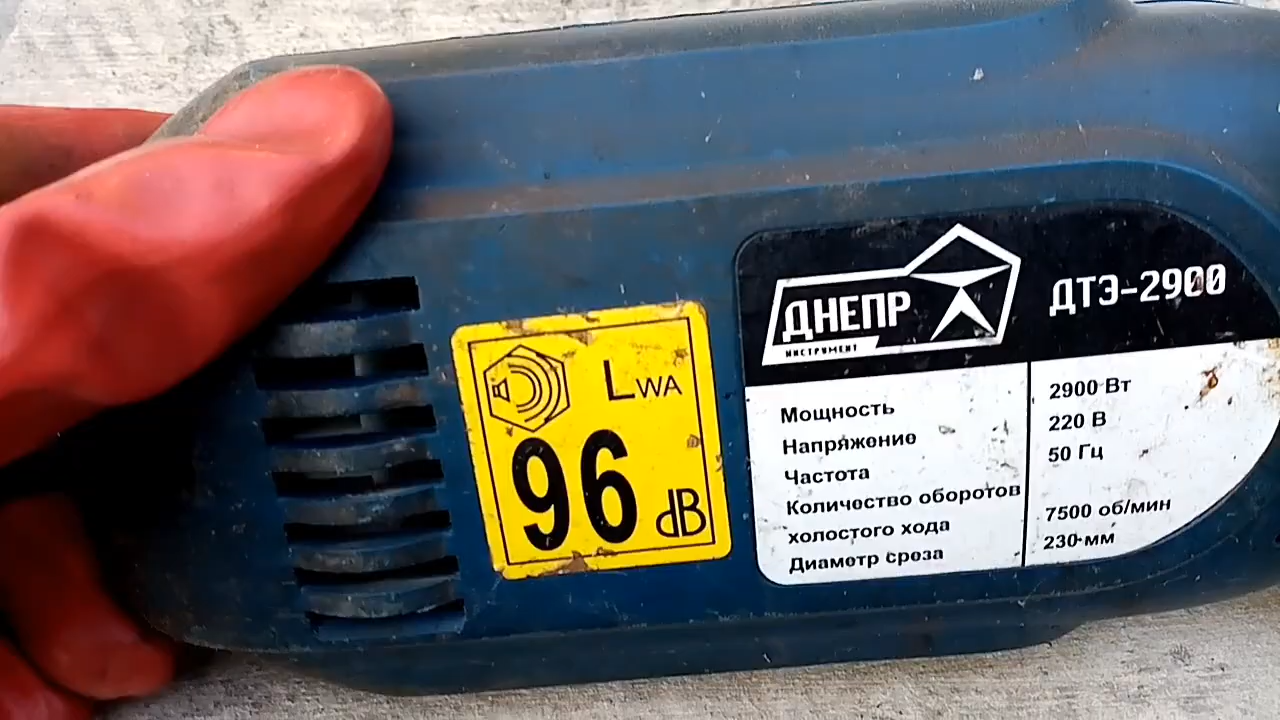 LWA
96
dB
ДНЕПР
ИНСТРУМЕНТ
ДТЭ-2900
Мощность 2900 Вт
Напряжение 220 В
Частота 50 Гц
Количество оборотов
холостого хода 7500 об/мин
Диаметр среза 230 мм